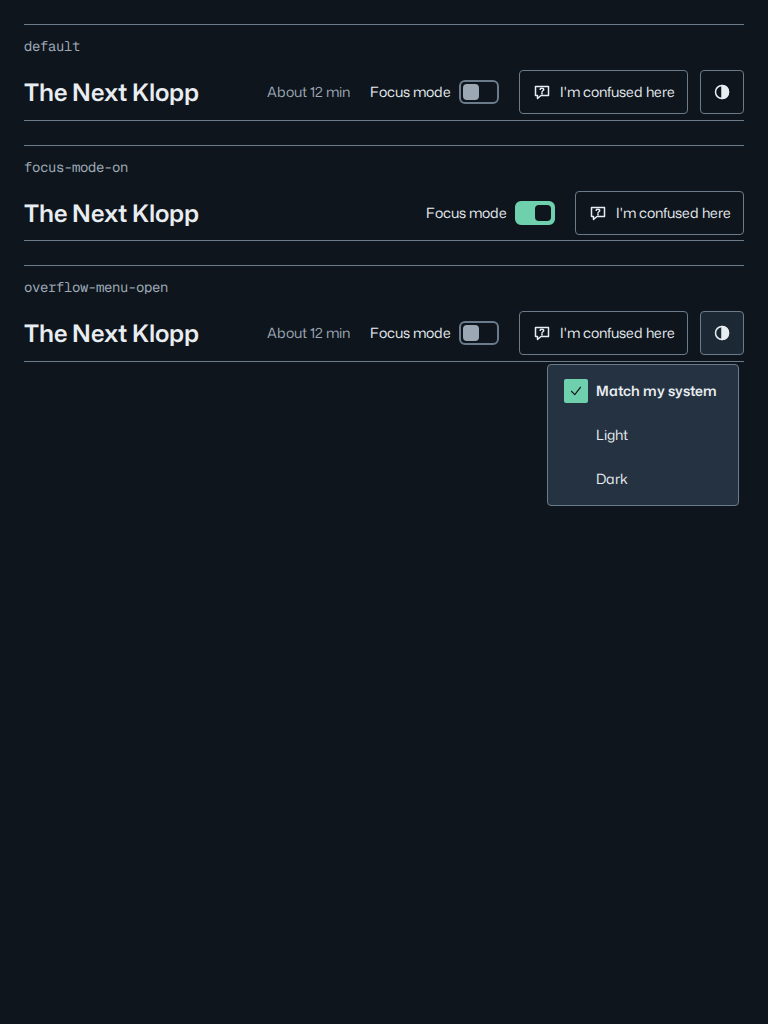 default
The Next Klopp About 12 min Focus mode I'm confused here
focus-mode-on
The Next Klopp Focus mode I'm confused here
overflow-menu-open
The Next Klopp About 12 min Focus mode I'm confused here
Match my system
Light
Dark